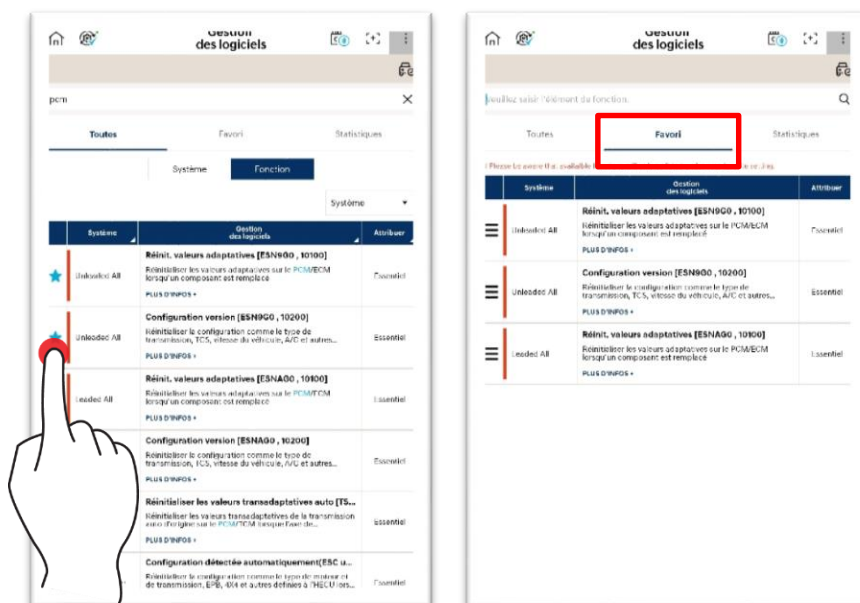 Gestion
des logiciels
pcm
Toutes Favori Statistiques
Système Fonction
Système
Système Gestion des logiciels Attribuer
Réinit. valeurs adaptatives [ESN9G0 , 10100]
Unleaded All Réinitialiser les valeurs adaptatives sur le PCM/ECM Essentiel
lorsqu'un composant est remplacé
PLUS D'INFOS +
Configuration version [ESN9G0 , 10200]
Unleaded All Réinitialiser la configuration comme le type de Essentiel
transmission, TCS, vitesse du véhicule, A/C et autres...
PLUS D'INFOS +
Réinit. valeurs adaptatives [ESNAG0 , 10100]
Leaded All Réinitialiser les valeurs adaptatives sur le PCM/ECM Essentiel
lorsqu'un composant est remplacé
PLUS D'INFOS +
Configuration version [ESNAG0 , 10200]
Réinitialiser la configuration comme le type de Essentiel
transmission, TCS, vitesse du véhicule, A/C et autres...
PLUS D'INFOS +
Réinitialiser les valeurs transadaptatives auto [TS...
Réinitialiser les valeurs transadaptatives de la transmission Essentiel
auto d'origine sur le PCM/TCM lorsque l'axe de...
PLUS D'INFOS +
Configuration détectée automatiquement(ESC u...
Réinitialiser la configuration comme le type de moteur et Essentiel
de transmission, EPB, 4X4 et autres définies à l'HECU lors...
Gestion
des logiciels
Veuillez saisir l'élément de fonction.
Toutes Favori Statistiques
Please be aware that available
Système Gestion des logiciels Attribuer
Réinit. valeurs adaptatives [ESN9G0 , 10100]
Unleaded All Réinitialiser les valeurs adaptatives sur le PCM/ECM Essentiel
lorsqu'un composant est remplacé
PLUS D'INFOS +
Configuration version [ESN9G0 , 10200]
Unleaded All Réinitialiser la configuration comme le type de Essentiel
transmission, TCS, vitesse du véhicule, A/C et autres...
PLUS D'INFOS +
Réinit. valeurs adaptatives [ESNAG0 , 10100]
Leaded All Réinitialiser les valeurs adaptatives sur le PCM/ECM Essentiel
lorsqu'un composant est remplacé
PLUS D'INFOS +